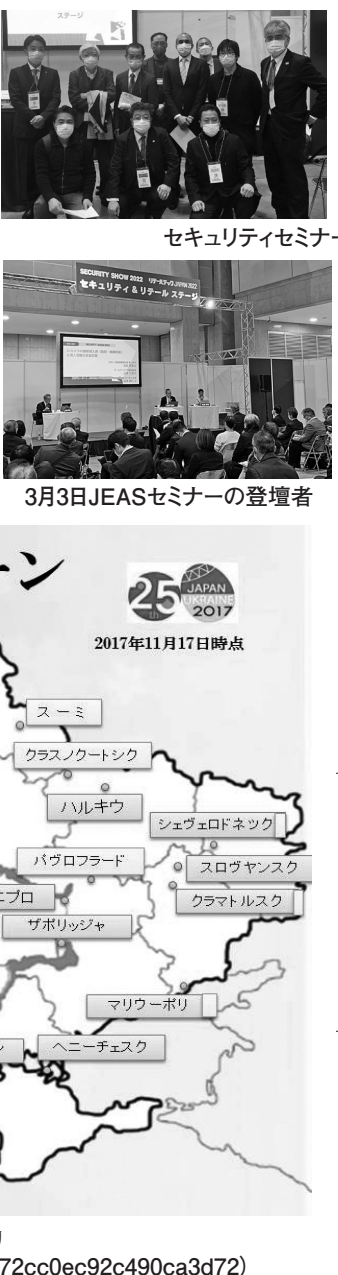 ステージ
セキュリティセミナー
SECURITY SHOW 2022 リテールテックJAPAN 2022
セキュリティ & リテール ステージ
3月3日JEASセミナーの登壇者
ーン
25th
JAPAN
UKRAINE
2017
2017年11月17日時点
スーミ
クラスノクートシク
ハルキウ
シェヴェロドネック
パヴロフラード
スロヴヤンスク
ニプロ
クラマトルスク
ザポリッジャ
マリウーポリ
ヘニーチェスク
72cc0ec92c490ca3d72)